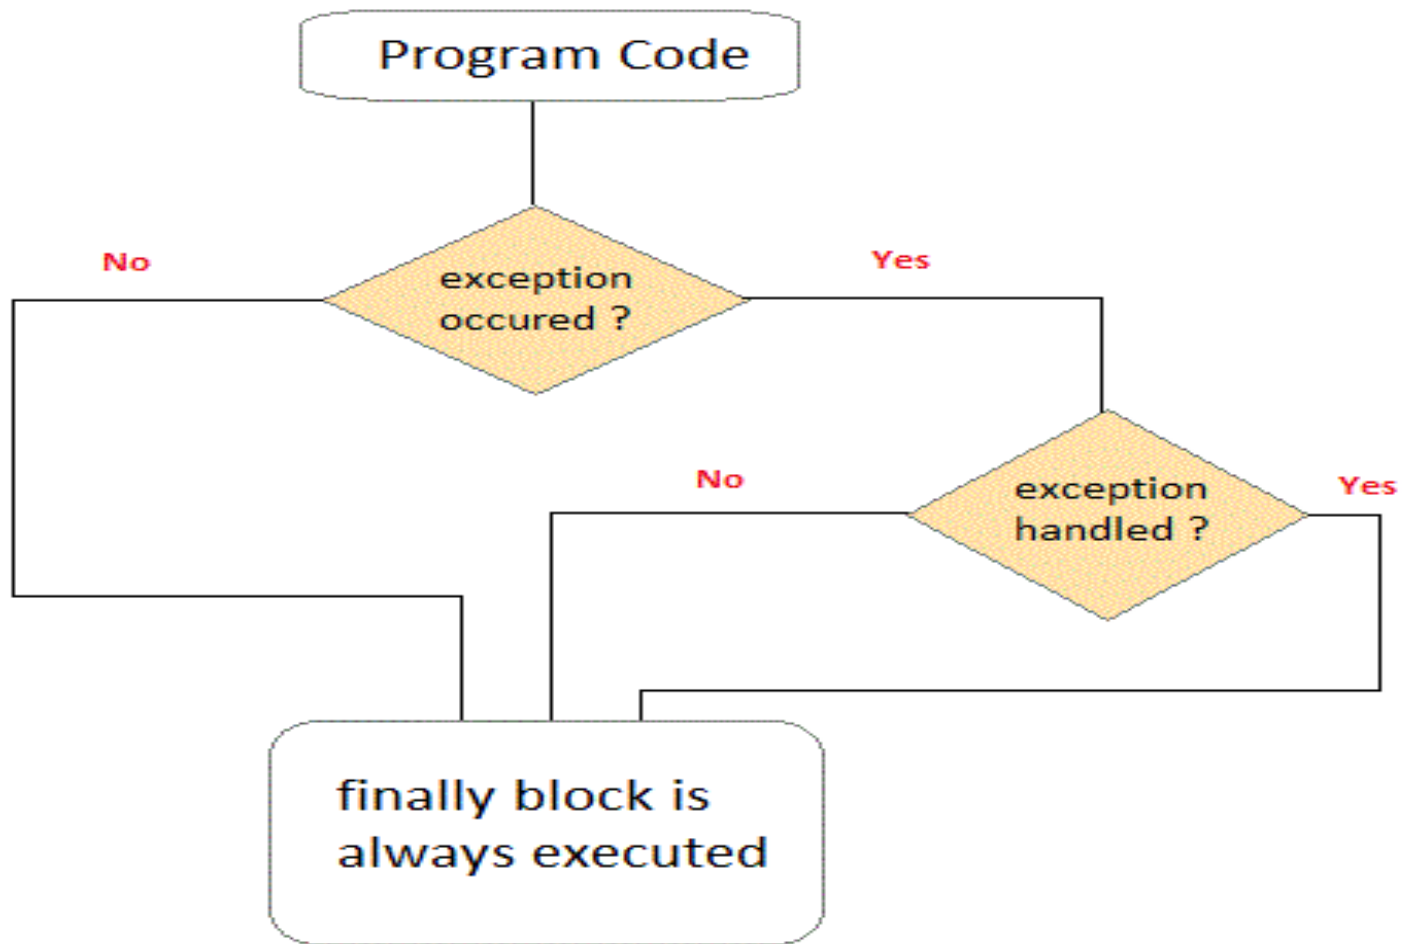 Program Code
No
Yes
exception
occured ?
No
Yes
exception
handled ?
finally block is
always executed